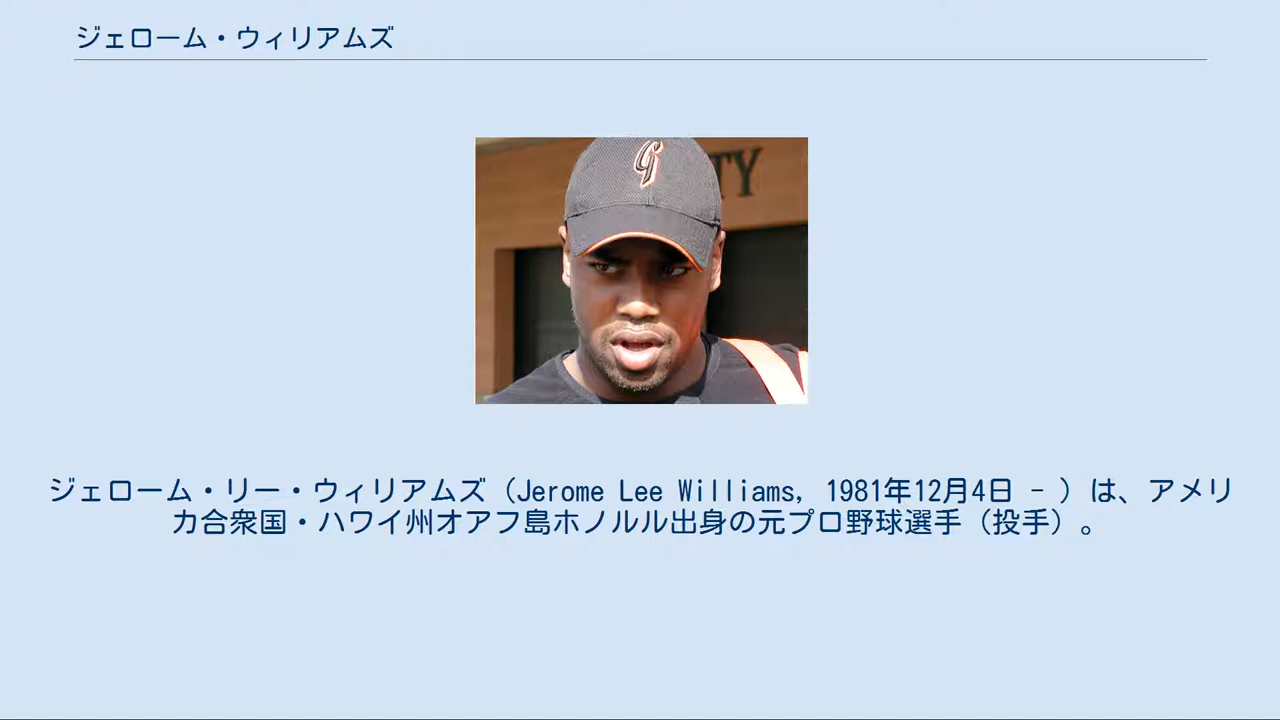 ジェローム・ウィリアムズ
G
TY
ジェローム・リー・ウィリアムズ（Jerome Lee Williams, 1981年12月4日 - ）は、アメリ
カ合衆国・ハワイ州オアフ島ホノルル出身の元プロ野球選手（投手）。